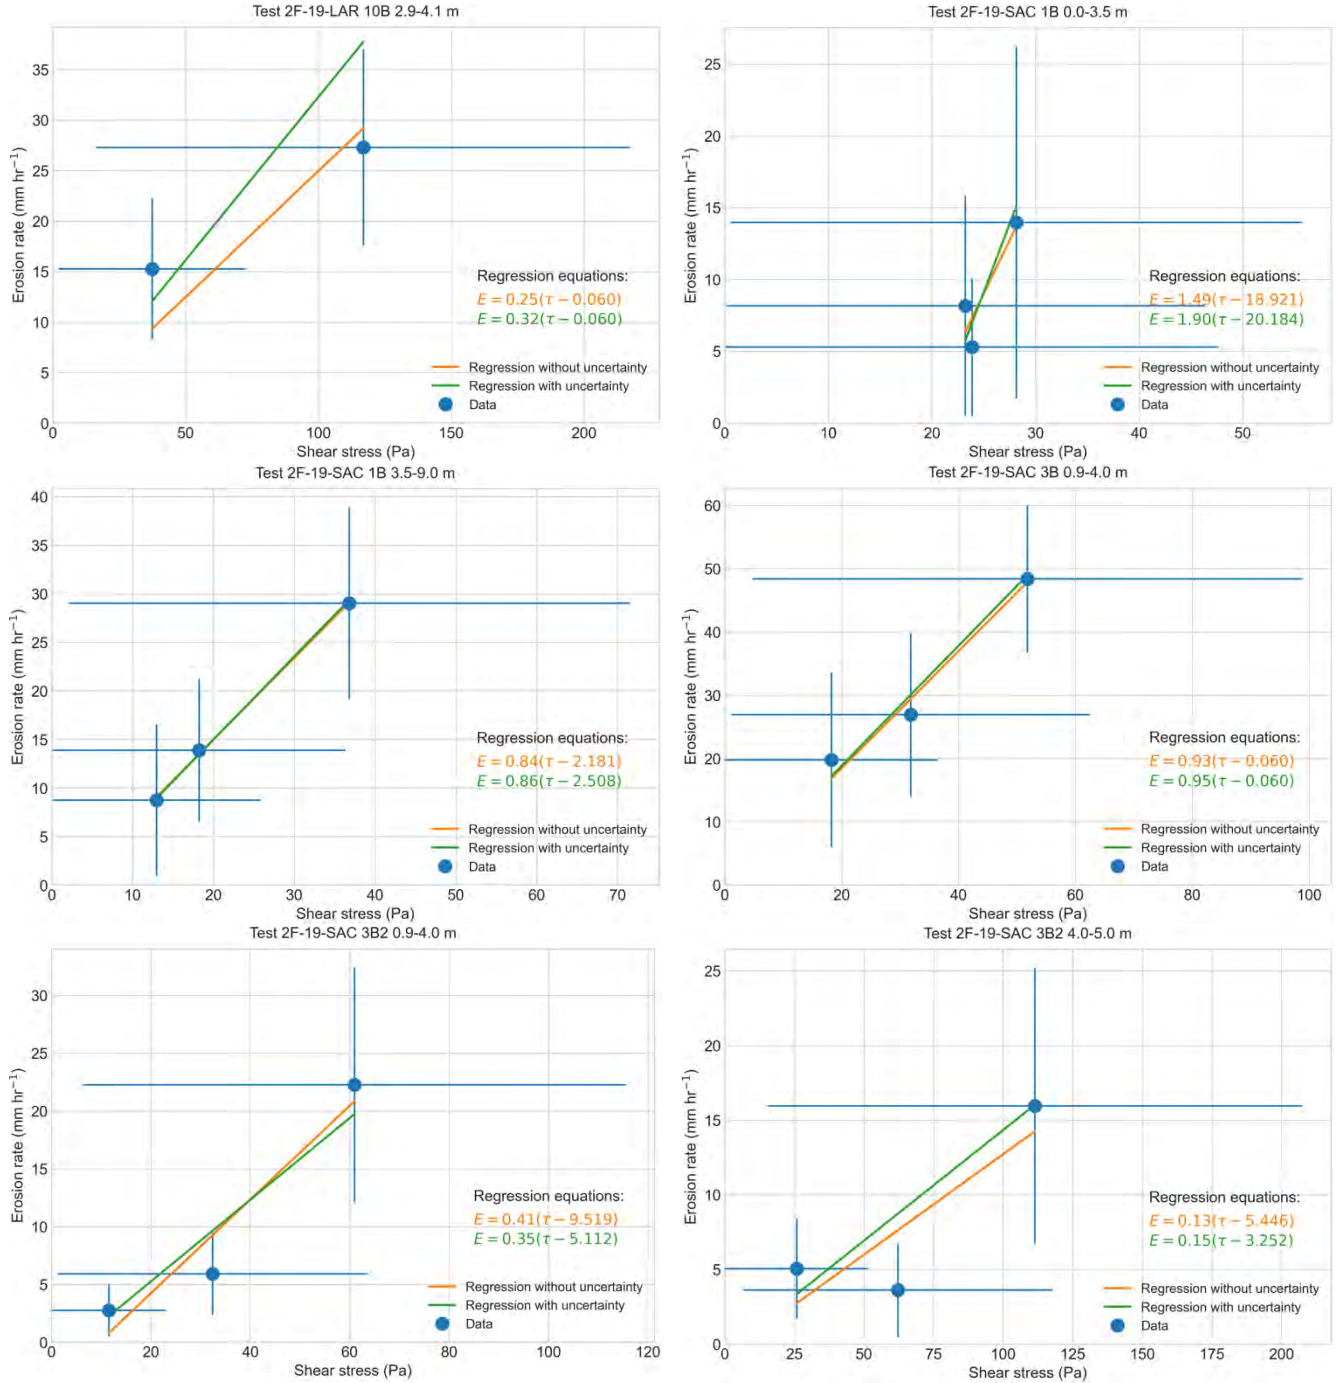 Test 2F-19-LAR 10B 2.9-4.1 m
Erosion rate (mm hr⁻¹)
35
30
25
20
15
10
5
0
Regression equations:
E = 0.25(τ − 0.060)
E = 0.32(τ − 0.060)
Regression without uncertainty
Regression with uncertainty
Data
0 50 100 150 200
Shear stress (Pa)
Test 2F-19-SAC 1B 0.0-3.5 m
Erosion rate (mm hr⁻¹)
25
20
15
10
5
0
Regression equations:
E = 1.49(τ − 18.921)
E = 1.90(τ − 20.184)
Regression without uncertainty
Regression with uncertainty
Data
0 10 20 30 40 50
Shear stress (Pa)
Test 2F-19-SAC 1B 3.5-9.0 m
Erosion rate (mm hr⁻¹)
40
35
30
25
20
15
10
5
0
Regression equations:
E = 0.84(τ − 2.181)
E = 0.86(τ − 2.508)
Regression without uncertainty
Regression with uncertainty
Data
0 10 20 30 40 50 60 70
Shear stress (Pa)
Test 2F-19-SAC 3B 0.9-4.0 m
Erosion rate (mm hr⁻¹)
60
50
40
30
20
10
0
Regression equations:
E = 0.93(τ − 0.060)
E = 0.95(τ − 0.060)
Regression without uncertainty
Regression with uncertainty
Data
0 20 40 60 80 100
Shear stress (Pa)
Test 2F-19-SAC 3B2 0.9-4.0 m
Erosion rate (mm hr⁻¹)
30
25
20
15
10
5
0
Regression equations:
E = 0.41(τ − 9.519)
E = 0.35(τ − 5.112)
Regression without uncertainty
Regression with uncertainty
Data
0 20 40 60 80 100 120
Shear stress (Pa)
Test 2F-19-SAC 3B2 4.0-5.0 m
Erosion rate (mm hr⁻¹)
25
20
15
10
5
0
Regression equations:
E = 0.13(τ − 5.446)
E = 0.15(τ − 3.252)
Regression without uncertainty
Regression with uncertainty
Data
0 25 50 75 100 125 150 175 200
Shear stress (Pa)